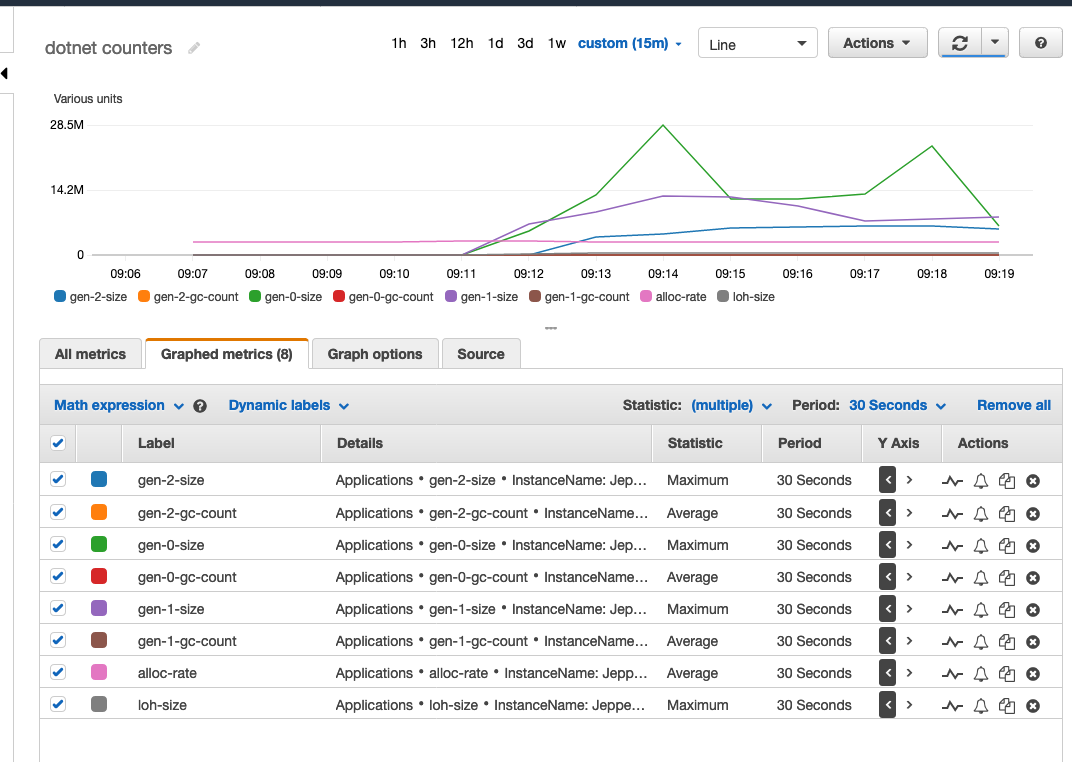 dotnet counters 1h 3h 12h 1d 3d 1w custom (15m) Line Actions
Various units
28.5M
14.2M
0
09:06 09:07 09:08 09:09 09:10 09:11 09:12 09:13 09:14 09:15 09:16 09:17 09:18 09:19
gen-2-size gen-2-gc-count gen-0-size gen-0-gc-count gen-1-size gen-1-gc-count alloc-rate loh-size
All metrics Graphed metrics (8) Graph options Source
Math expression Dynamic labels Statistic: (multiple) Period: 30 Seconds Remove all
Label Details Statistic Period Y Axis Actions
gen-2-size Applications • gen-2-size • InstanceName: Jep... Maximum 30 Seconds
gen-2-gc-count Applications • gen-2-gc-count • InstanceName... Average 30 Seconds
gen-0-size Applications • gen-0-size • InstanceName: Jep... Maximum 30 Seconds
gen-0-gc-count Applications • gen-0-gc-count • InstanceName... Average 30 Seconds
gen-1-size Applications • gen-1-size • InstanceName: Jep... Maximum 30 Seconds
gen-1-gc-count Applications • gen-1-gc-count • InstanceName... Average 30 Seconds
alloc-rate Applications • alloc-rate • InstanceName: Jepp... Average 30 Seconds
loh-size Applications • loh-size • InstanceName: Jeppe... Maximum 30 Seconds